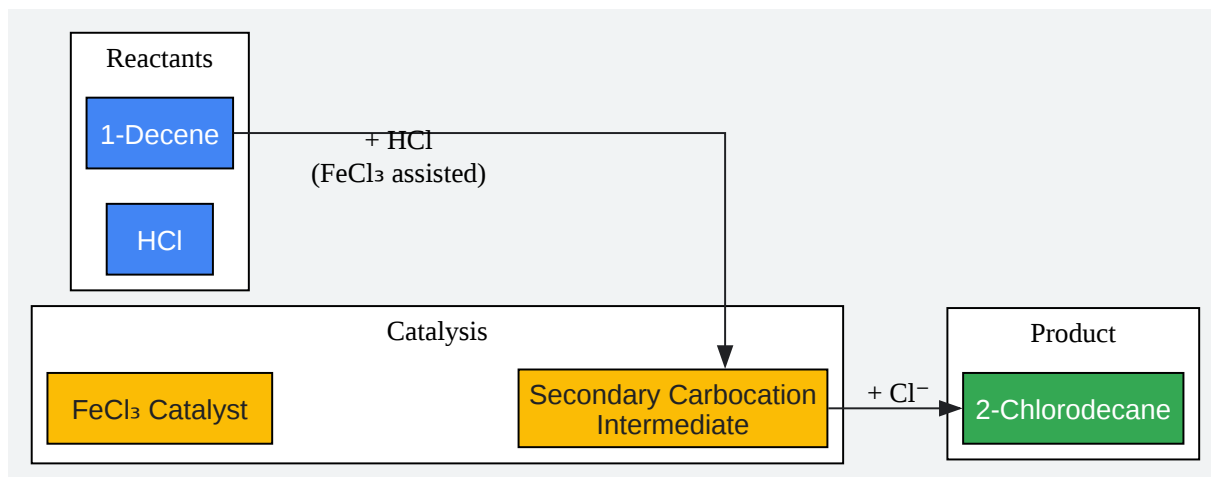 Reactants
1-Decene
+ HCl
(FeCl₃ assisted)
HCl
Catalysis
FeCl₃ Catalyst
Secondary Carbocation
Intermediate
+ Cl⁻
Product
2-Chlorodecane